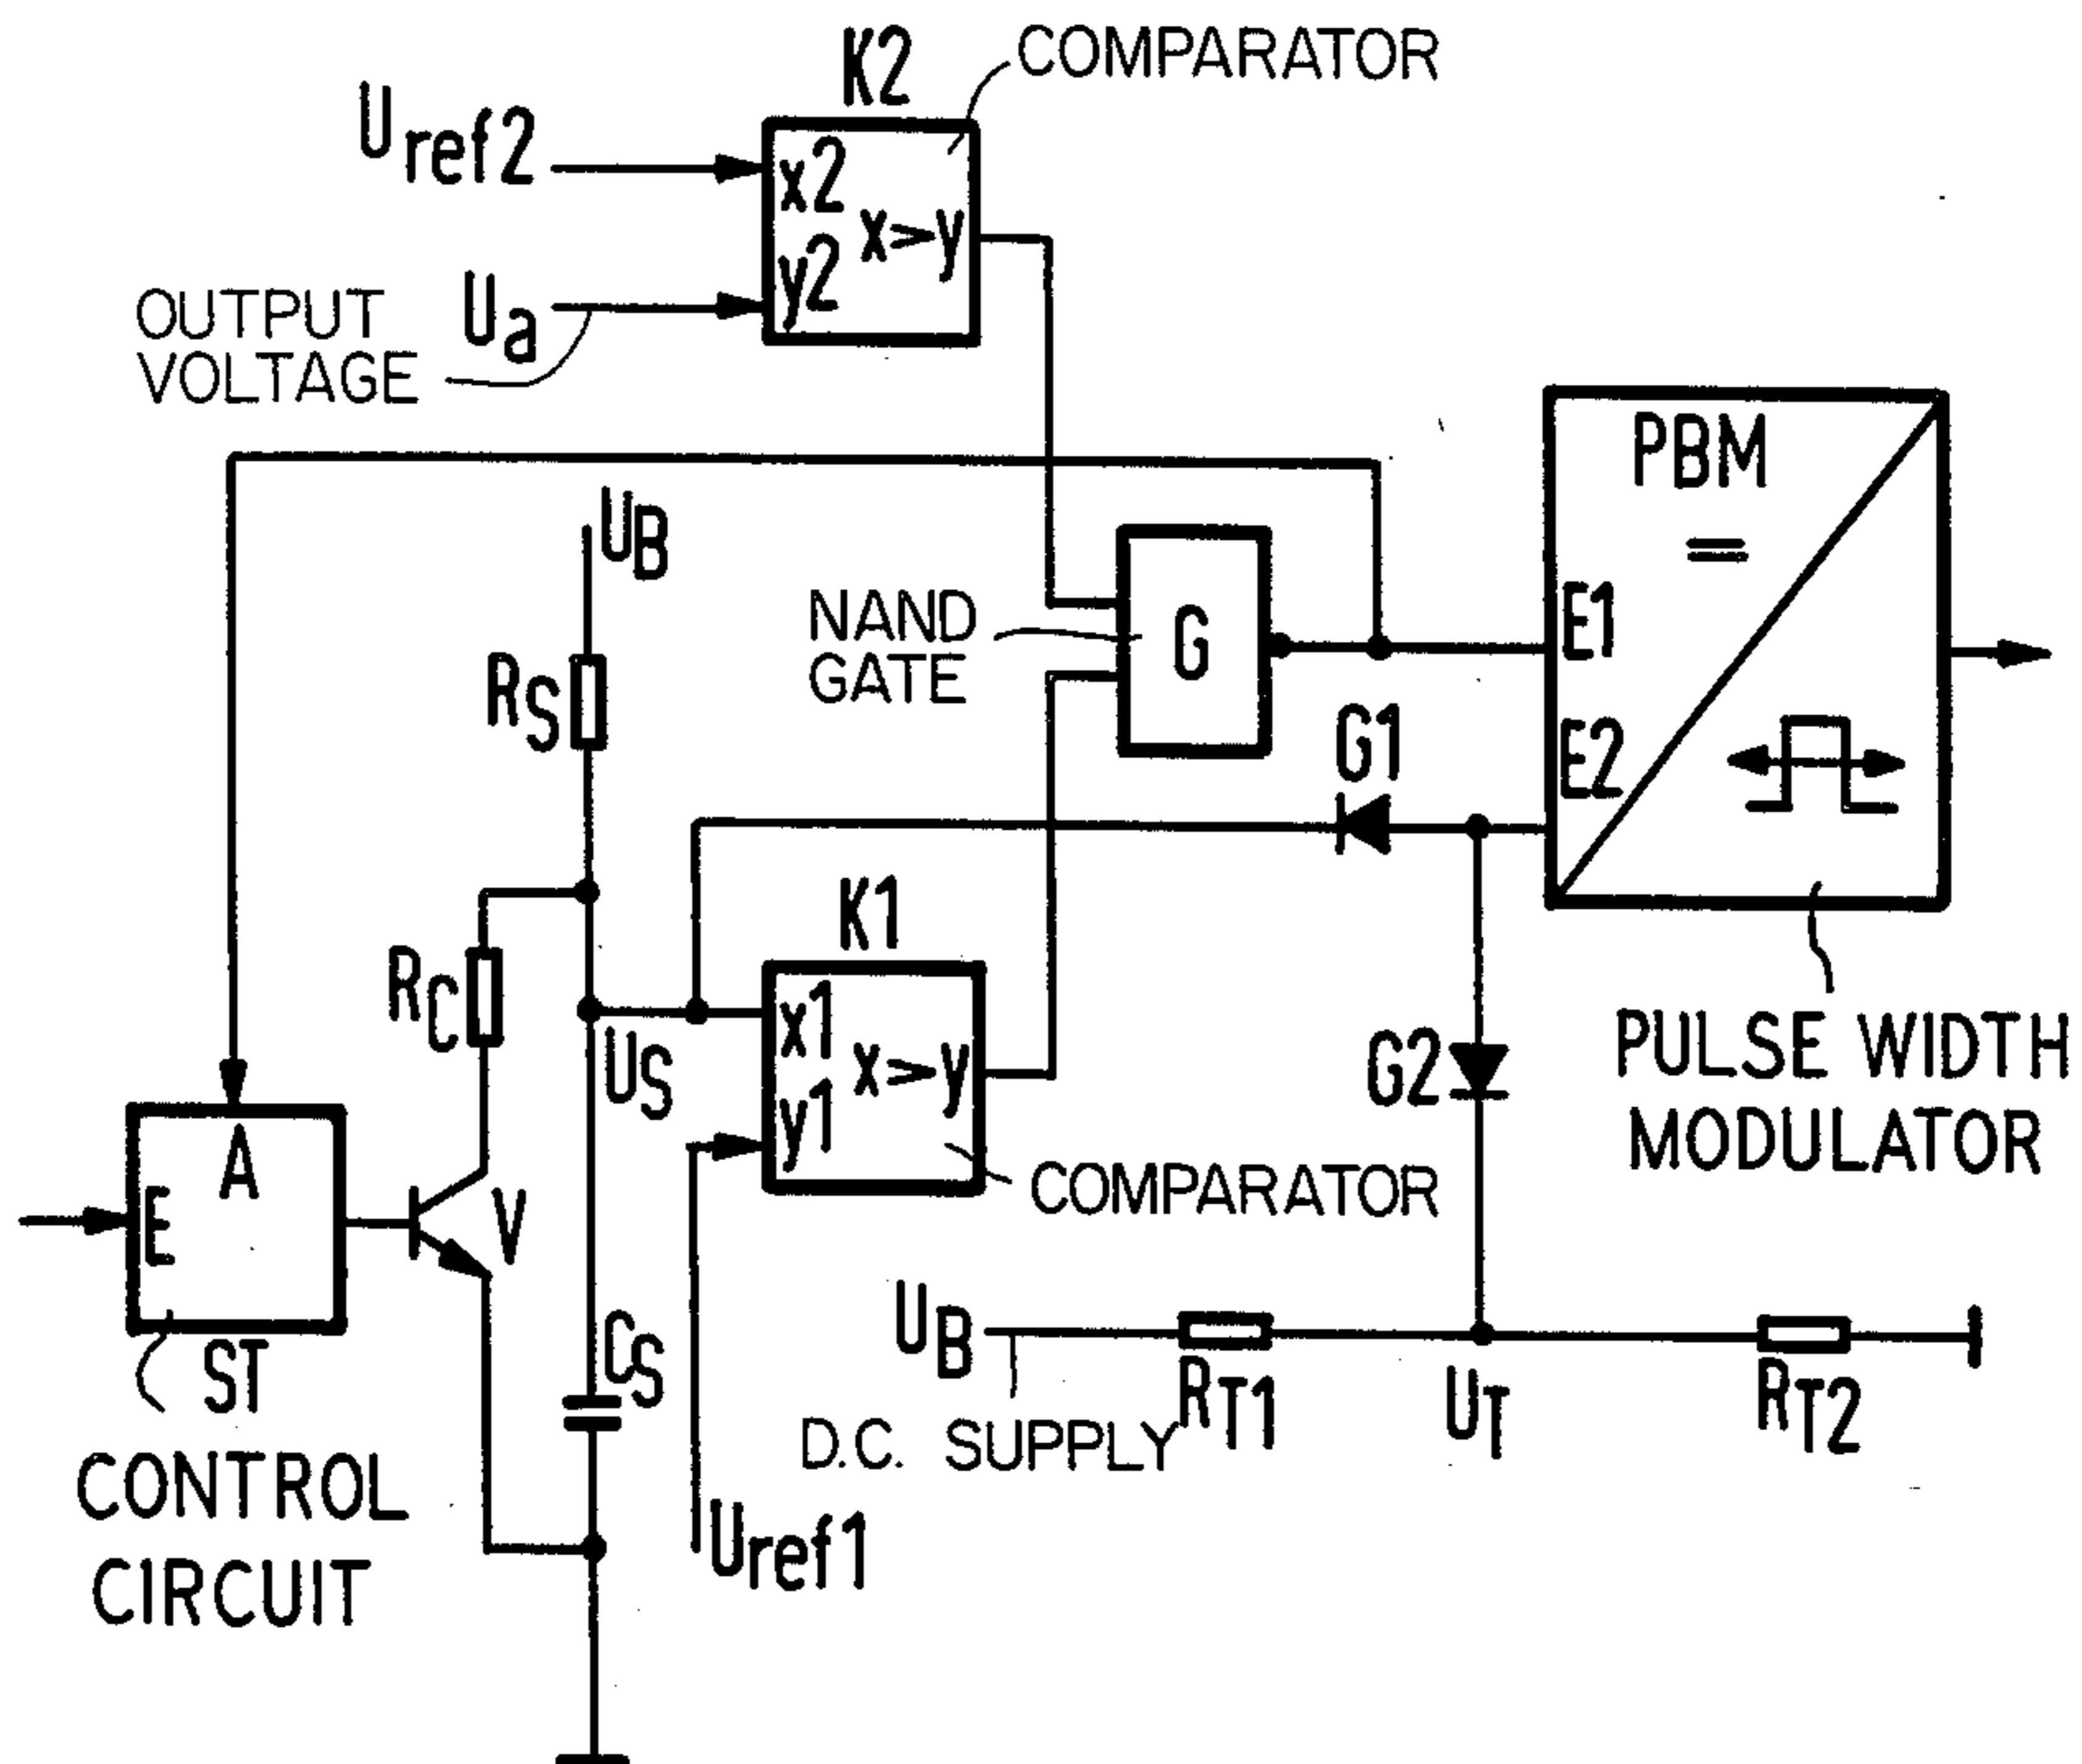 K2
COMPARATOR
Uref2
x2
x>y
y2
OUTPUT
VOLTAGE
Ua
PBM
=
UB
E1
NAND
GATE
G
RS
G1
E2
K1
RC
x1
x>y
y1
US
G2
PULSE WIDTH
MODULATOR
A
E
V
COMPARATOR
UB
CS
ST
RT1
UT
RT2
D.C. SUPPLY
CONTROL
CIRCUIT
Uref1